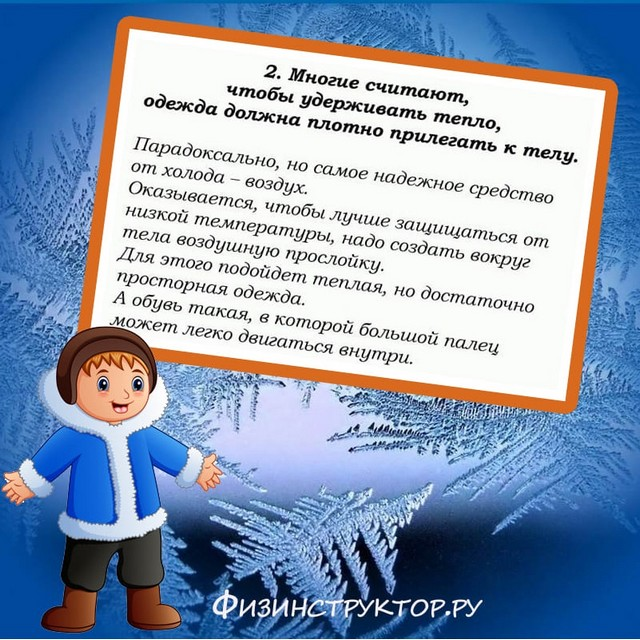 2. Многие считают,
чтобы удерживать тепло,
одежда должна плотно прилегать к телу.
Парадоксально, но самое надежное средство
от холода – воздух.
Оказывается, чтобы лучше защищаться от
низкой температуры, надо создать вокруг
тела воздушную прослойку.
Для этого подойдет теплая, но достаточно
просторная одежда.
А обувь такая, в которой большой палец
может легко двигаться внутри.
Физинструктор.ру